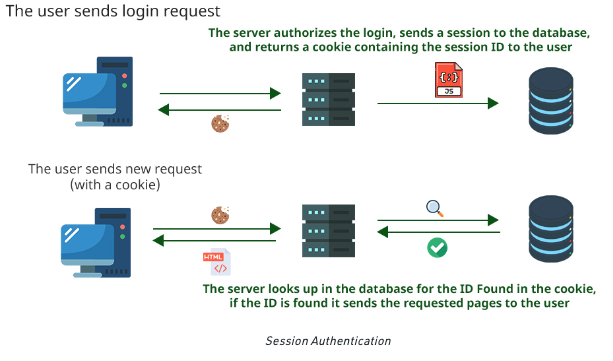 The user sends login request
The server authorizes the login, sends a session to the database,
and returns a cookie containing the session ID to the user
{:}
JS
The user sends new request
(with a cookie)
HTML
</>
The server looks up in the database for the ID Found in the cookie,
if the ID is found it sends the requested pages to the user
Session Authentication